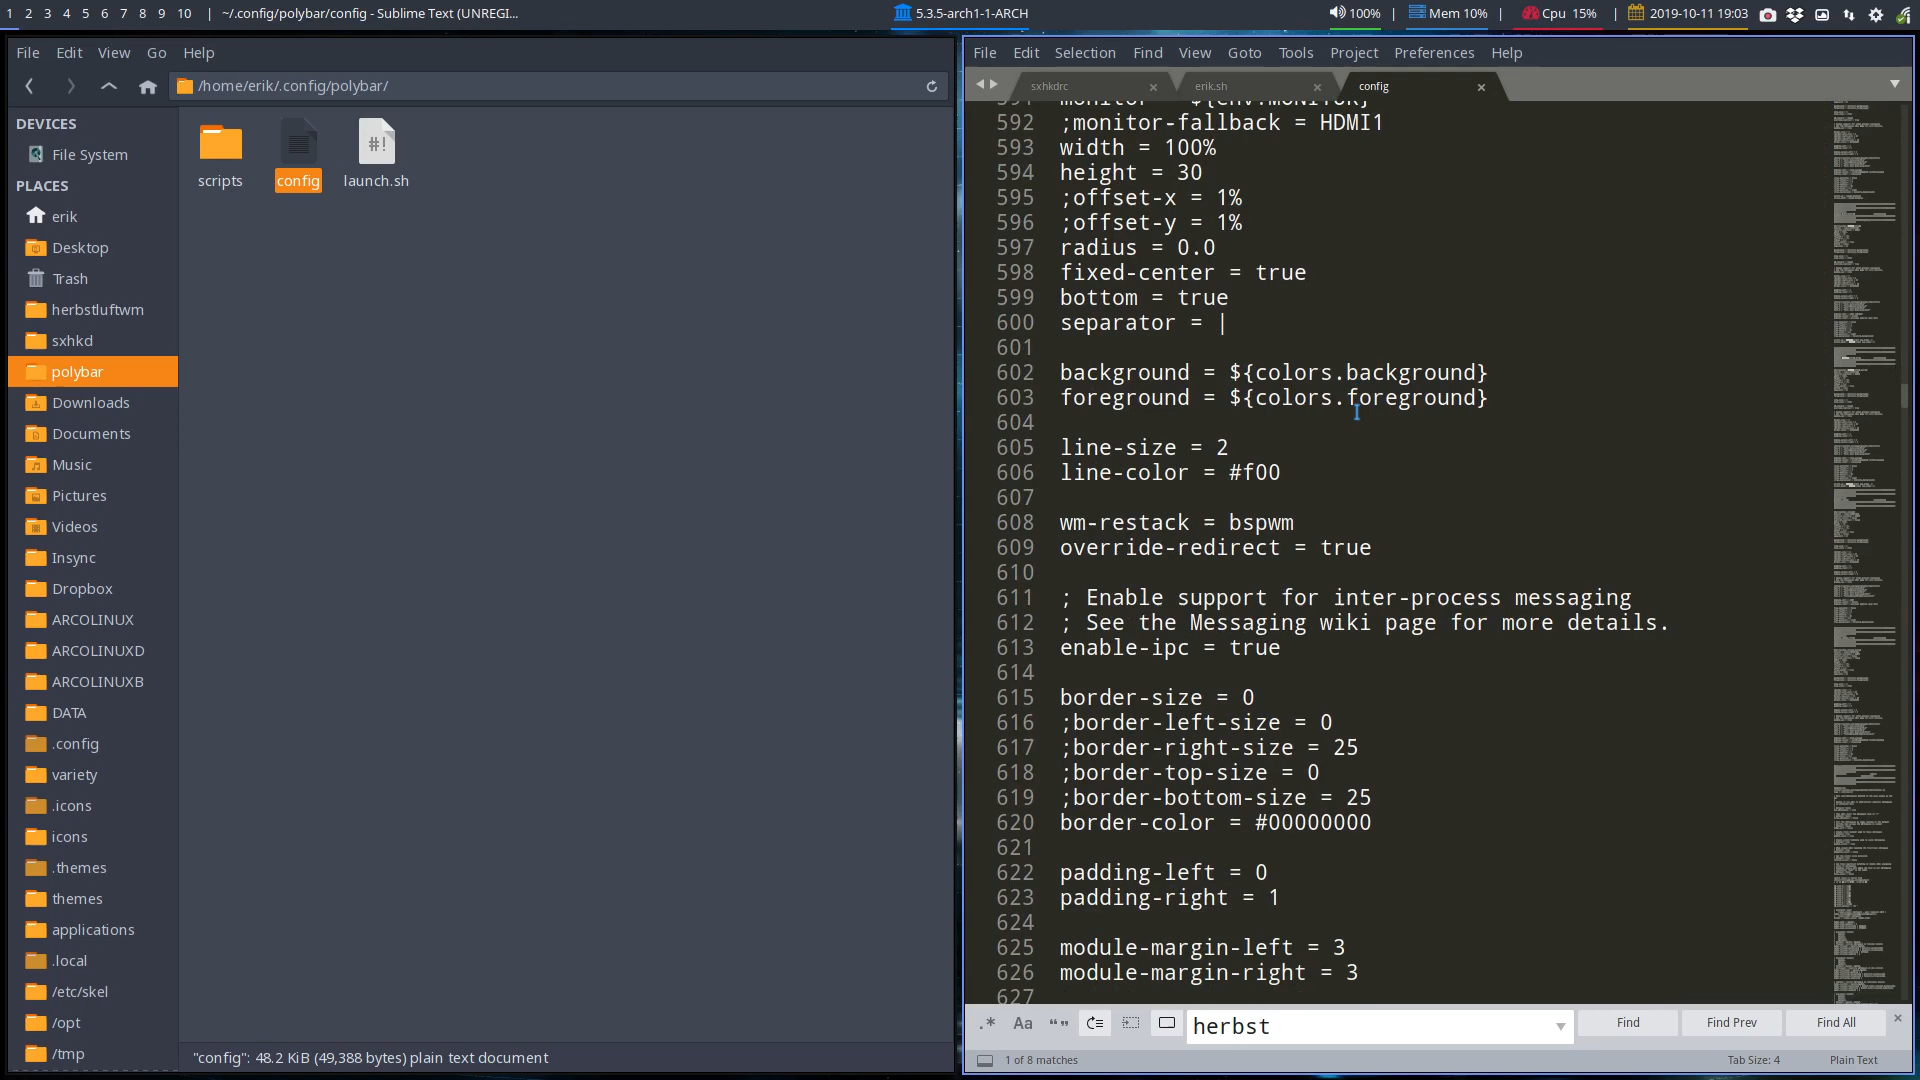 1 2 3 4 5 6 7 8 9 10 | ~/.config/polybar/config - Sublime Text (UNREGI...
5.3.5-arch1-1-ARCH
100% | Mem 10% | Cpu 15% | 2019-10-11 19:03
File Edit View Go Help
/home/erik/.config/polybar/
DEVICES
File System
PLACES
erik
Desktop
Trash
herbstluftwm
sxhkd
polybar
Downloads
Documents
Music
Pictures
Videos
Insync
Dropbox
ARCOLINUX
ARCOLINUXD
ARCOLINUXB
DATA
.config
variety
.icons
icons
.themes
themes
applications
.local
/etc/skel
/opt
/tmp
scripts
config
#!
launch.sh
"config": 48.2 KiB (49,388 bytes) plain text document
File Edit Selection Find View Goto Tools Project Preferences Help
sxhkdrc
erik.sh
config
591 monitor = ${env:MONITOR}
592 ;monitor-fallback = HDMI1
593 width = 100%
594 height = 30
595 ;offset-x = 1%
596 ;offset-y = 1%
597 radius = 0.0
598 fixed-center = true
599 bottom = true
600 separator = |
601
602 background = ${colors.background}
603 foreground = ${colors.foreground}
604
605 line-size = 2
606 line-color = #f00
607
608 wm-restack = bspwm
609 override-redirect = true
610
611 ; Enable support for inter-process messaging
612 ; See the Messaging wiki page for more details.
613 enable-ipc = true
614
615 border-size = 0
616 ;border-left-size = 0
617 ;border-right-size = 25
618 ;border-top-size = 0
619 ;border-bottom-size = 25
620 border-color = #00000000
621
622 padding-left = 0
623 padding-right = 1
624
625 module-margin-left = 3
626 module-margin-right = 3
627
.* Aa “” herbst Find Find Prev Find All
1 of 8 matches
Tab Size: 4 Plain Text